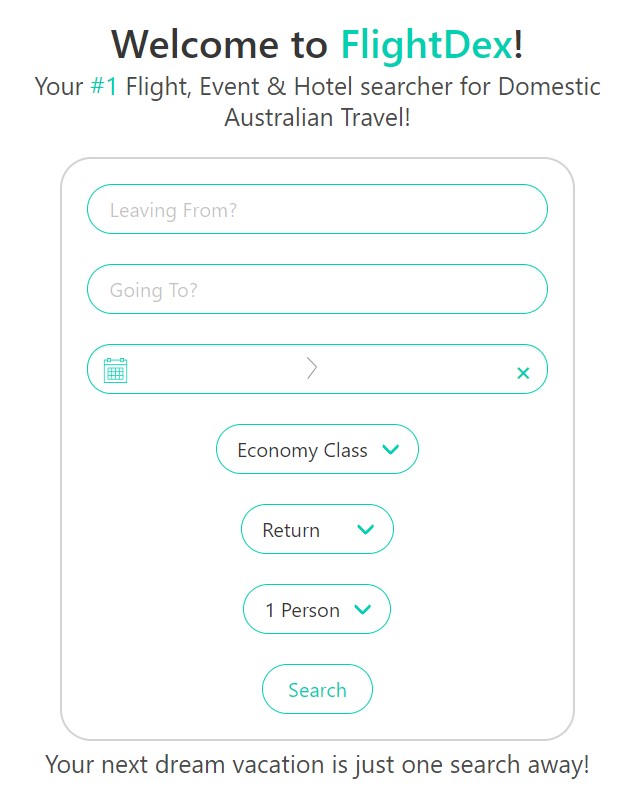 Welcome to FlightDex!
Your #1 Flight, Event & Hotel searcher for Domestic
Australian Travel!
Leaving From?
Going To?
Economy Class
Return
1 Person
Search
Your next dream vacation is just one search away!